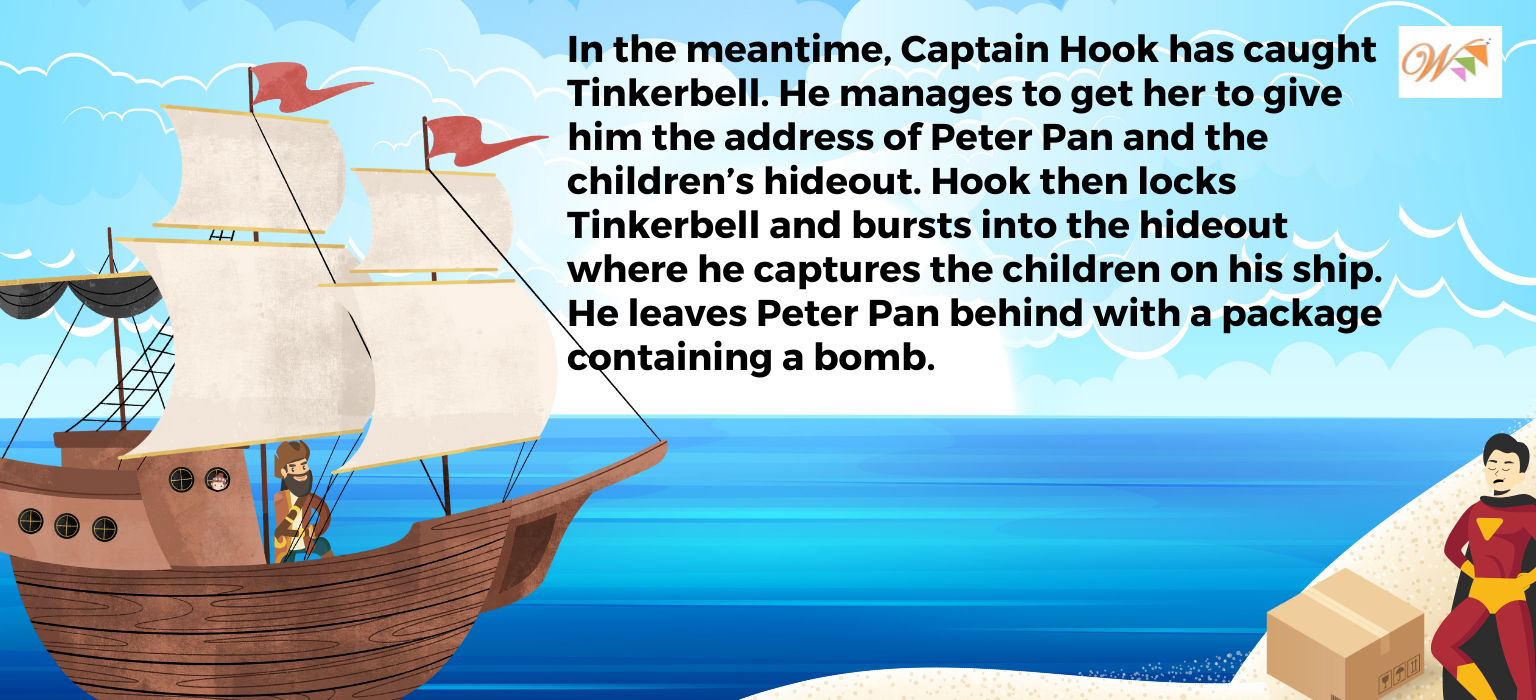 In the meantime, Captain Hook has caught
Tinkerbell. He manages to get her to give
him the address of Peter Pan and the
children’s hideout. Hook then locks
Tinkerbell and bursts into the hideout
where he captures the children on his ship.
He leaves Peter Pan behind with a package
containing a bomb.
W